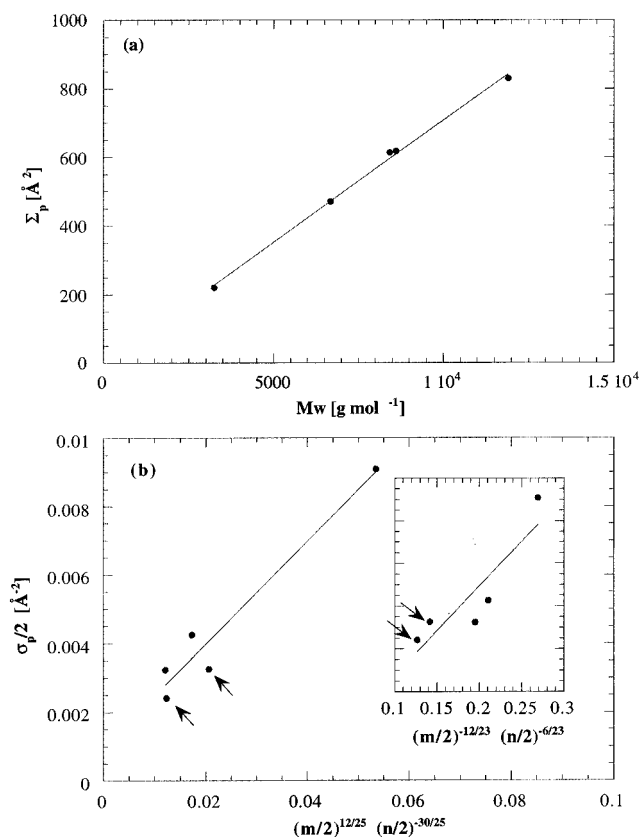 1000
(a)
800
600
400
200
0
Σp [Å²]
0 5000 1 10⁴ 1.5 10⁴
Mw [g mol ⁻¹]
0.01
(b)
0.008
0.006
0.004
0.002
0
σp/2 [Å⁻²]
0.1 0.15 0.2 0.25 0.3
(m/2)⁻¹²/²³ (n/2)⁻⁶/²³
0.00 0.02 0.04 0.06 0.08 0.1
(m/2)¹²/²⁵ (n/2)⁻³⁰/²⁵